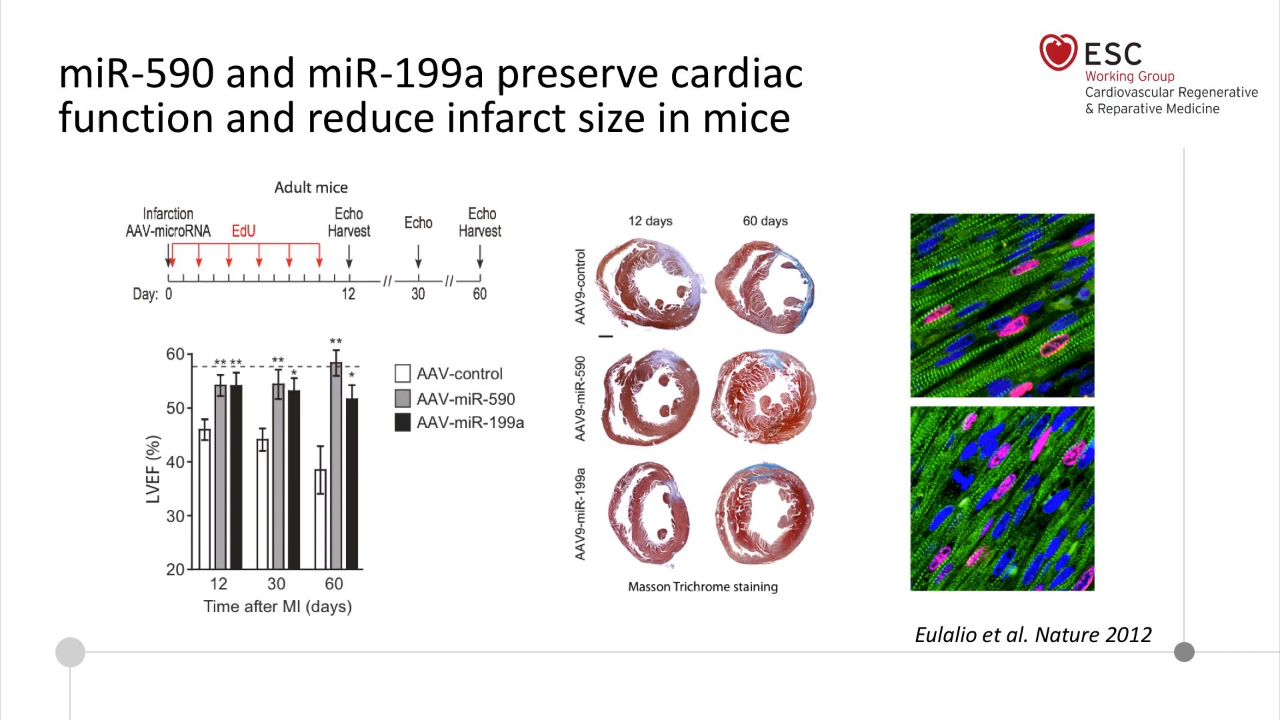 miR-590 and miR-199a preserve cardiac
function and reduce infarct size in mice
ESC
Working Group
Cardiovascular Regenerative
& Reparative Medicine
Adult mice
Infarction
AAV-microRNA
EdU
Echo
Harvest
Echo
Echo
Harvest
Day: 0
12
30
60
60
50
40
30
20
LVEF (%)
** **
** *
** *
12
30
60
Time after MI (days)
AAV-control
AAV-miR-590
AAV-miR-199a
12 days
60 days
AAV9-control
AAV9-miR-590
AAV9-miR-199a
Masson Trichrome staining
Eulalio et al. Nature 2012